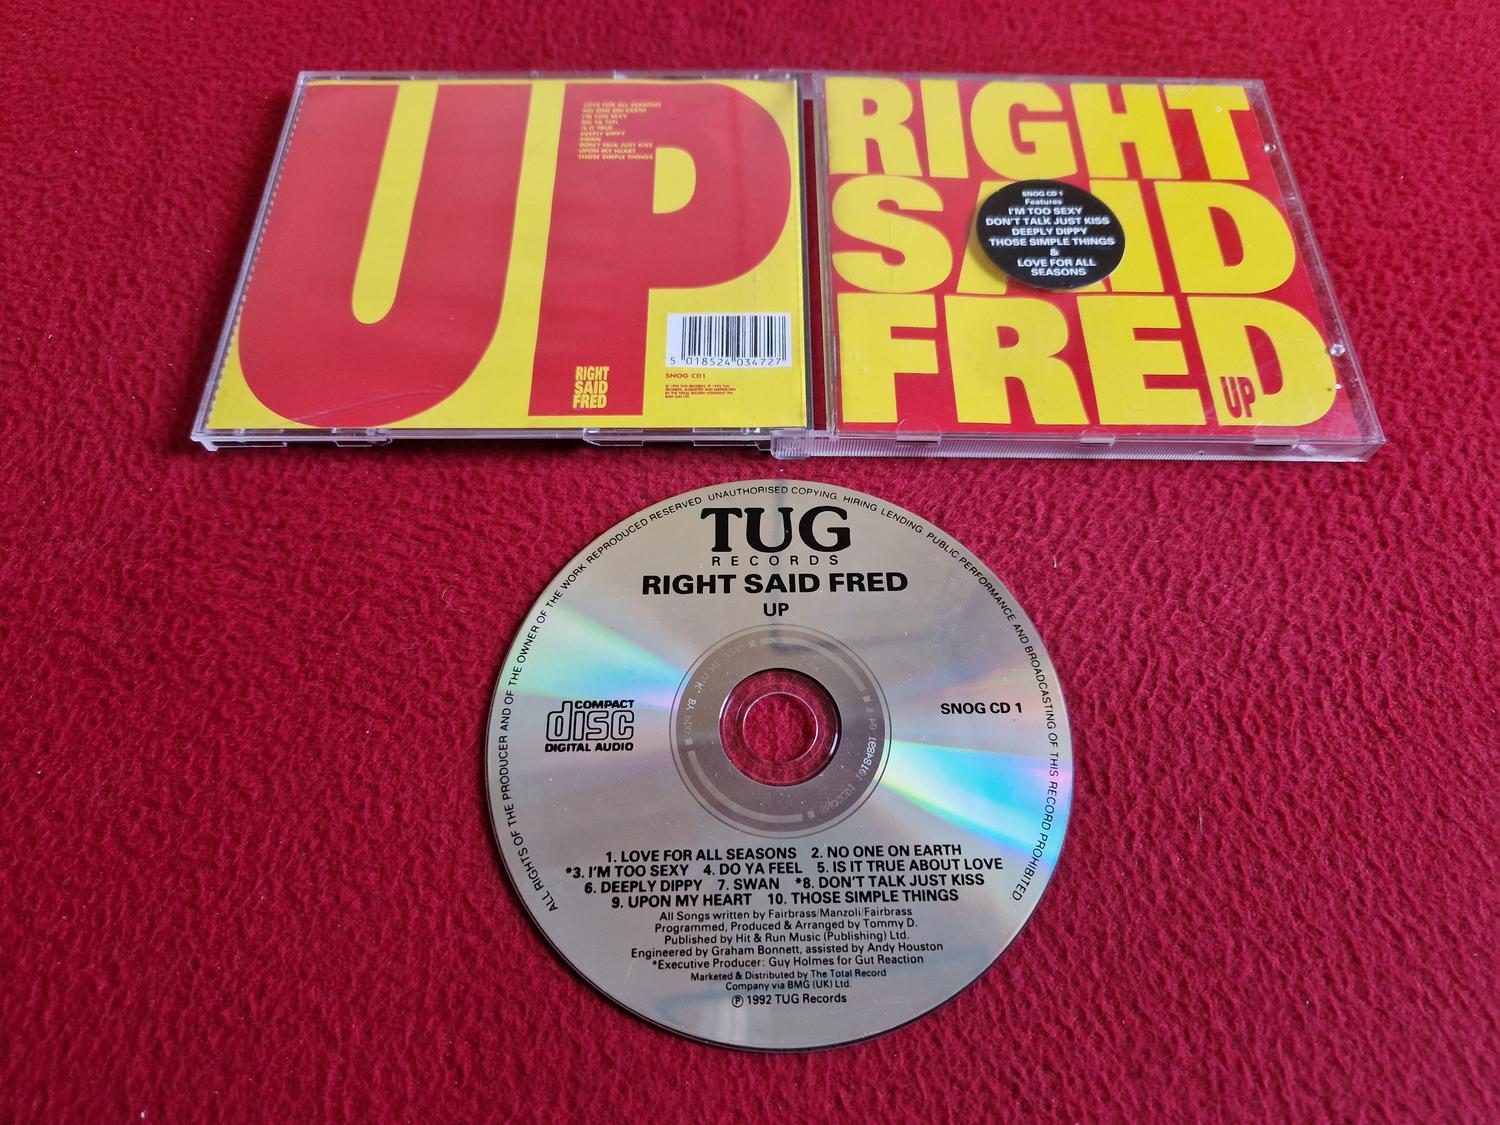 UP
LOVE FOR ALL SEASONS
NO ONE ON EARTH
I'M TOO SEXY
DO YA FEEL
IS IT TRUE
DEEPLY DIPPY
SWAN
DON'T TALK JUST KISS
UPON MY HEART
THOSE SIMPLE THINGS
RIGHT
SAID
FRED
5 018524 034727
SNOG CD1
RIGHT
SAID
FRED
UP
SNOG CD 1
Features
I'M TOO SEXY
DON'T TALK JUST KISS
DEEPLY DIPPY
THOSE SIMPLE THINGS
&
LOVE FOR ALL
SEASONS
ALL RIGHTS OF THE PRODUCER AND OF THE OWNER OF THE WORK REPRODUCED RESERVED UNAUTHORISED COPYING HIRING LENDING PUBLIC PERFORMANCE AND BROADCASTING OF THIS RECORD PROHIBITED
TUG
RECORDS
RIGHT SAID FRED
UP
COMPACT
disc
DIGITAL AUDIO
SNOG CD 1
1. LOVE FOR ALL SEASONS 2. NO ONE ON EARTH
*3. I'M TOO SEXY 4. DO YA FEEL 5. IS IT TRUE ABOUT LOVE
6. DEEPLY DIPPY 7. SWAN *8. DON'T TALK JUST KISS
9. UPON MY HEART 10. THOSE SIMPLE THINGS
All Songs written by Fairbrass/Manzoli/Fairbrass
Programmed, Produced & Arranged by Tommy D.
Published by Hit & Run Music (Publishing) Ltd.
Engineered by Graham Bonnett, assisted by Andy Houston
*Executive Producer: Guy Holmes for Gut Reaction
Marketed & Distributed by The Total Record
Company via BMG (UK) Ltd.
℗ 1992 TUG Records